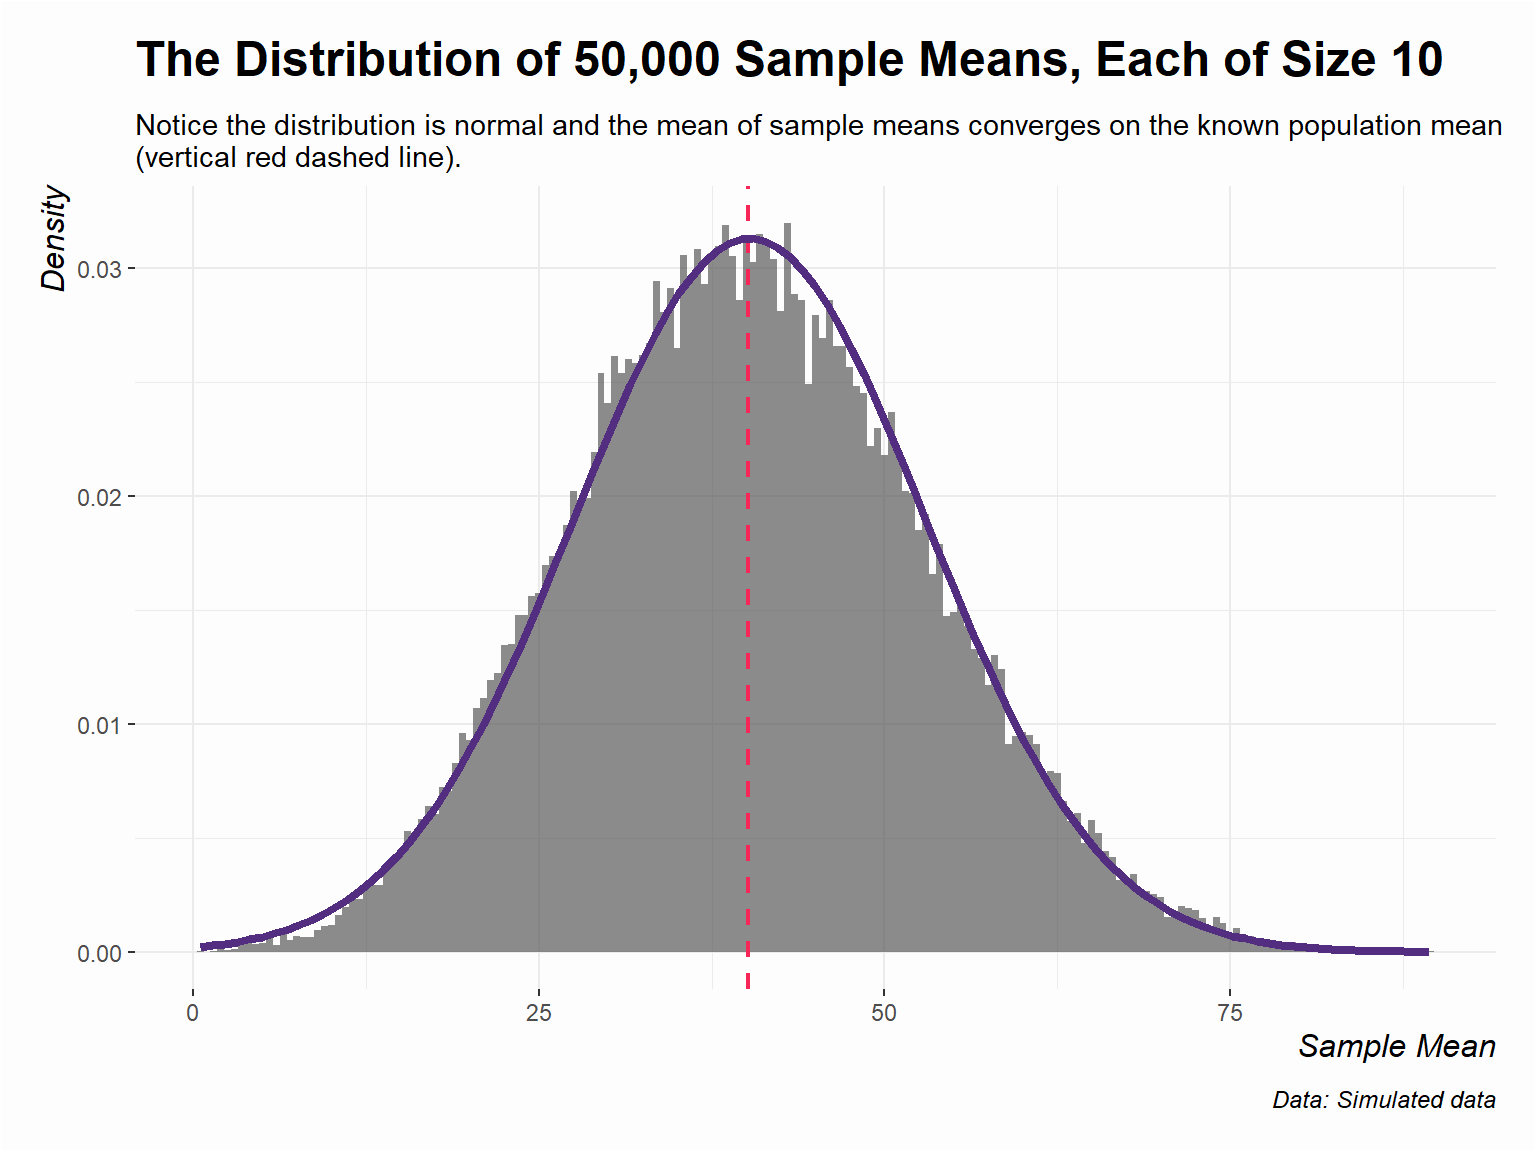 The Distribution of 50,000 Sample Means, Each of Size 10
Notice the distribution is normal and the mean of sample means converges on the known population mean
(vertical red dashed line).
Density
0.03
0.02
0.01
0.00
0 25 50 75
Sample Mean
Data: Simulated data